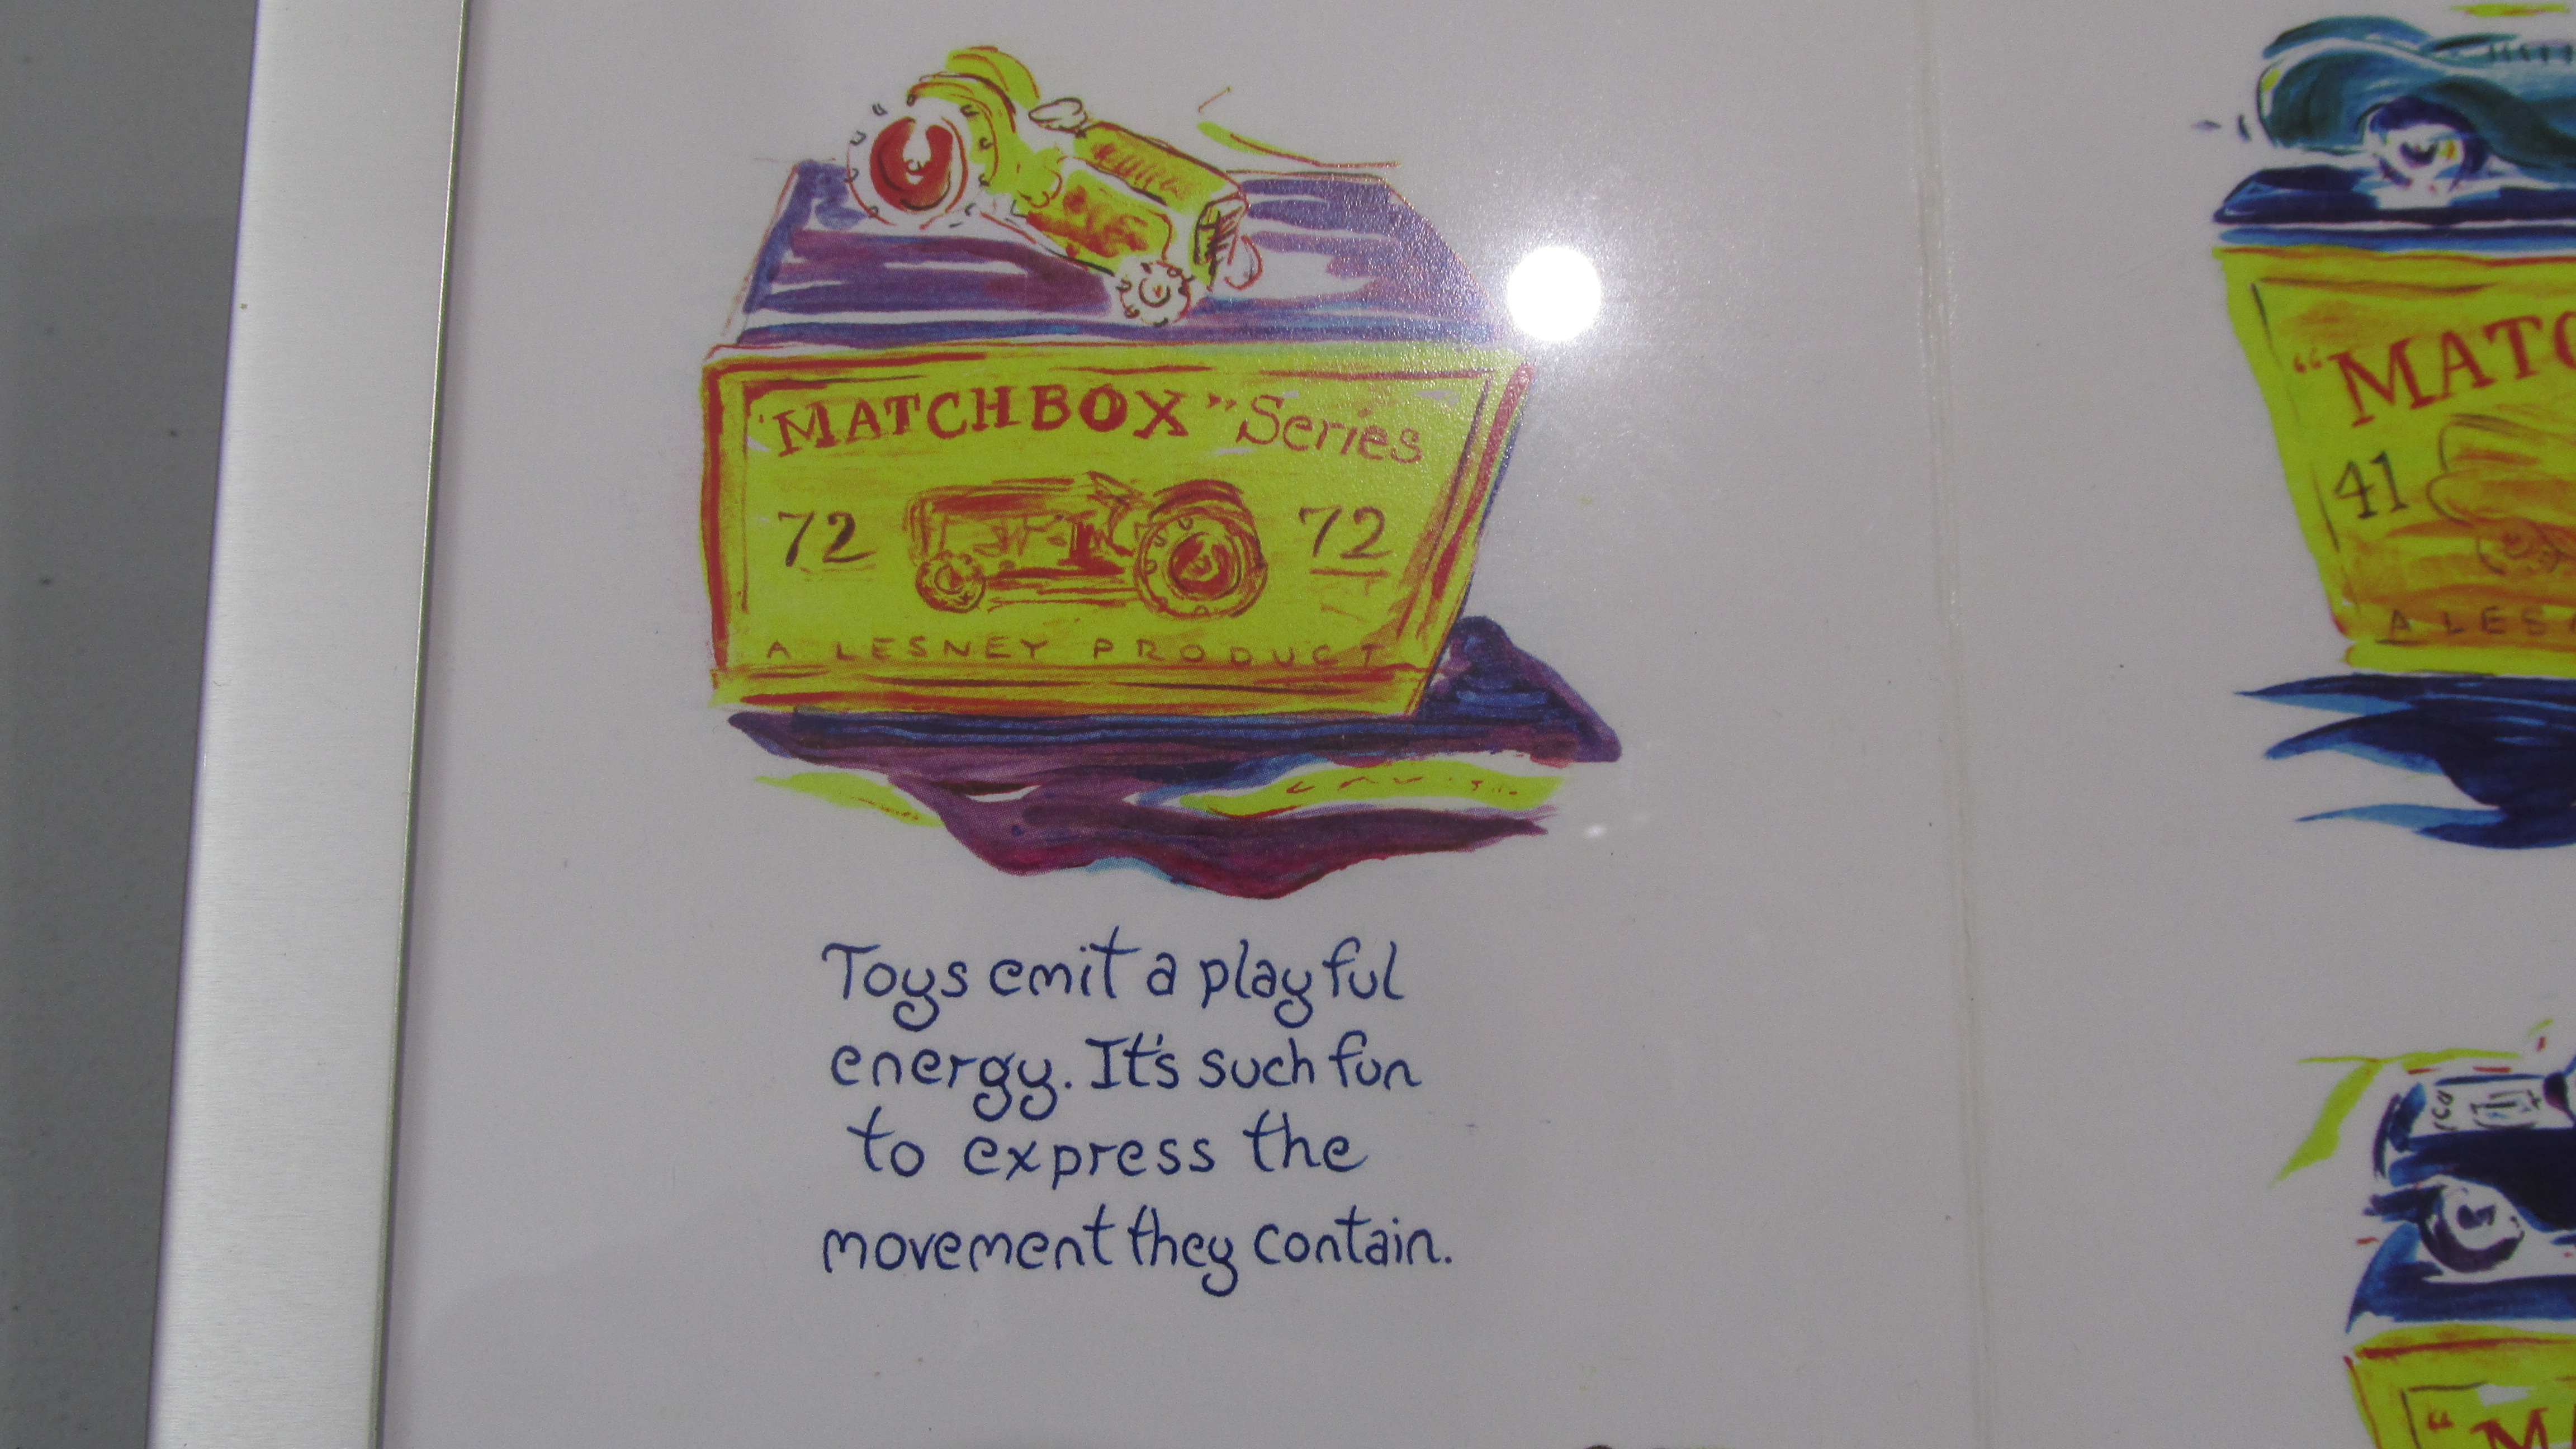 "MATCHBOX" Series
72 72
A LESNEY PRODUCT
Toys emit a playful
energy. It's such fun
to express the
movement they contain.
"MATC
41
A LES
"M